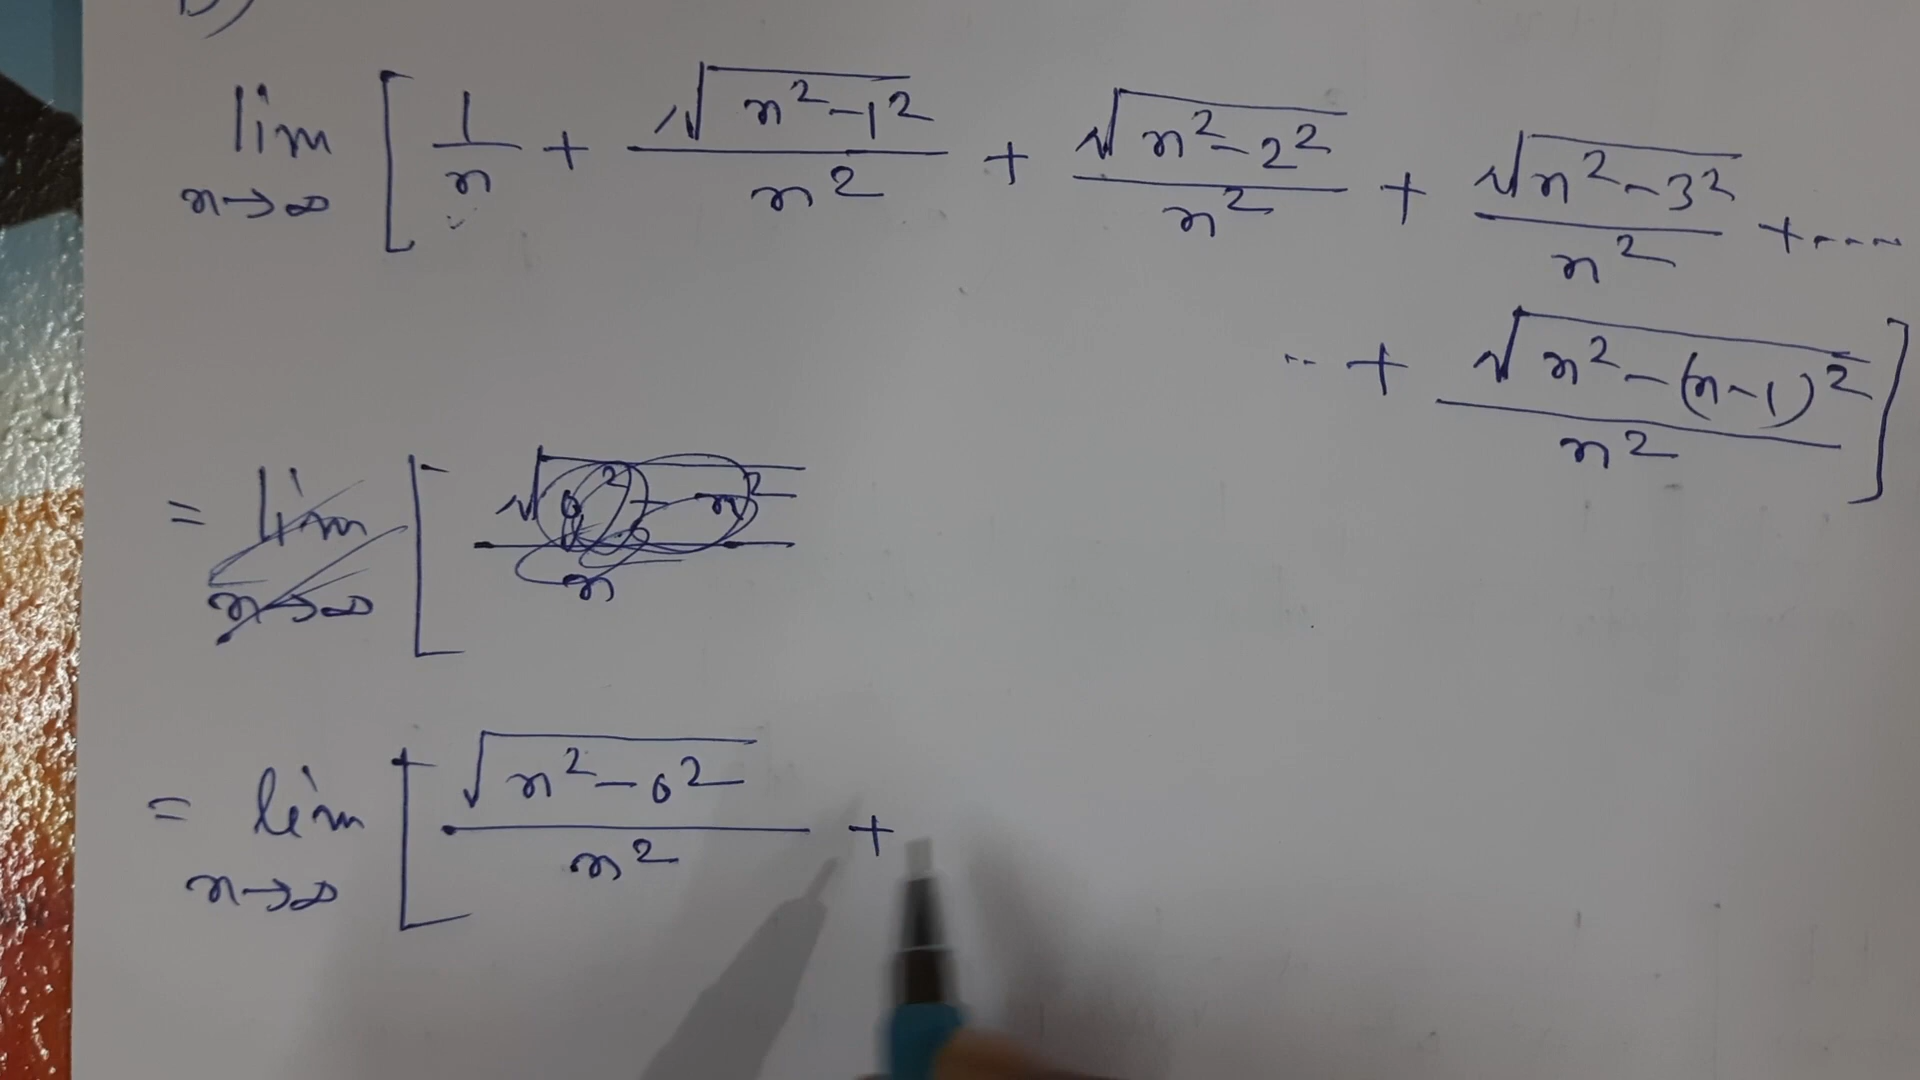 lim n→∞ [ 1/n + √(n²-1²)/n² + √(n²-2²)/n² + √(n²-3²)/n² + ....
.. + √(n²-(n-1)²)/n² ]
= lim n→∞ [
= lim n→∞ [ √(n²-0²)/n² +